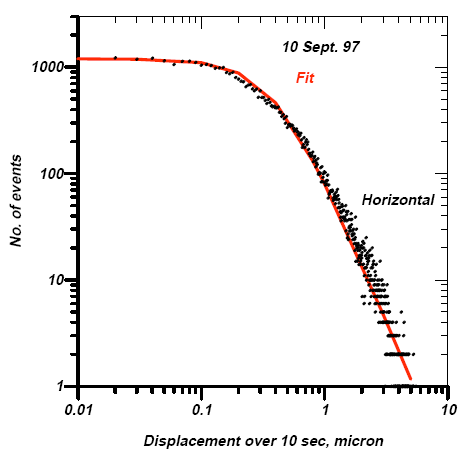 10 Sept. 97
Fit
Horizontal
No. of events
1000
100
10
1
0.01
0.1
1
10
Displacement over 10 sec, micron